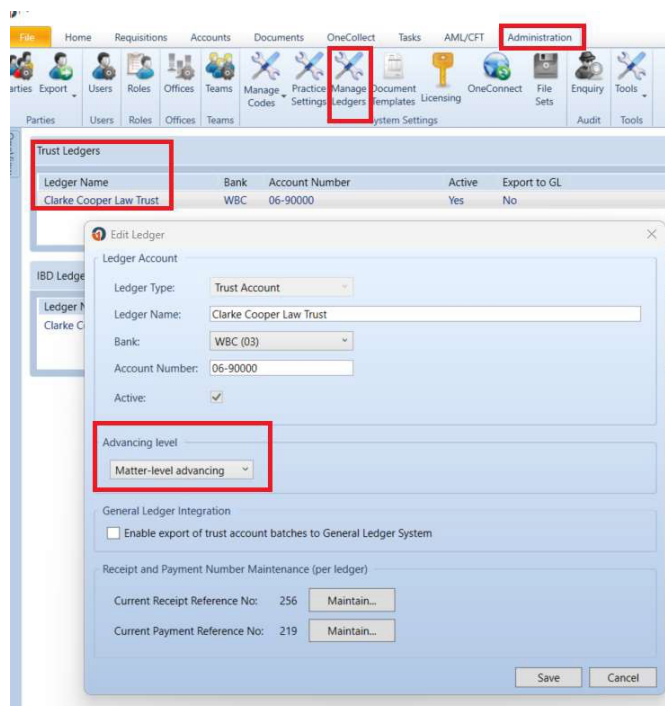 File Home Requisitions Accounts Documents OneCollect Tasks AML/CFT Administration
Export Users Roles Offices Teams Manage Codes Practice Settings Manage Ledgers Document Templates Licensing OneConnect File Sets Enquiry Tools
Parties Users Roles Offices Teams System Settings Audit Tools
Trust Ledgers
Ledger Name Bank Account Number Active Export to GL
Clarke Cooper Law Trust WBC 06-90000 Yes No
Edit Ledger
Ledger Account
IBD Ledge
Ledger Type: Trust Account
Ledger N
Ledger Name: Clarke Cooper Law Trust
Clarke C
Bank: WBC (03)
Account Number: 06-90000
Active:
Advancing level
Matter-level advancing
General Ledger Integration
Enable export of trust account batches to General Ledger System
Receipt and Payment Number Maintenance (per ledger)
Current Receipt Reference No: 256 Maintain...
Current Payment Reference No: 219 Maintain...
Save Cancel